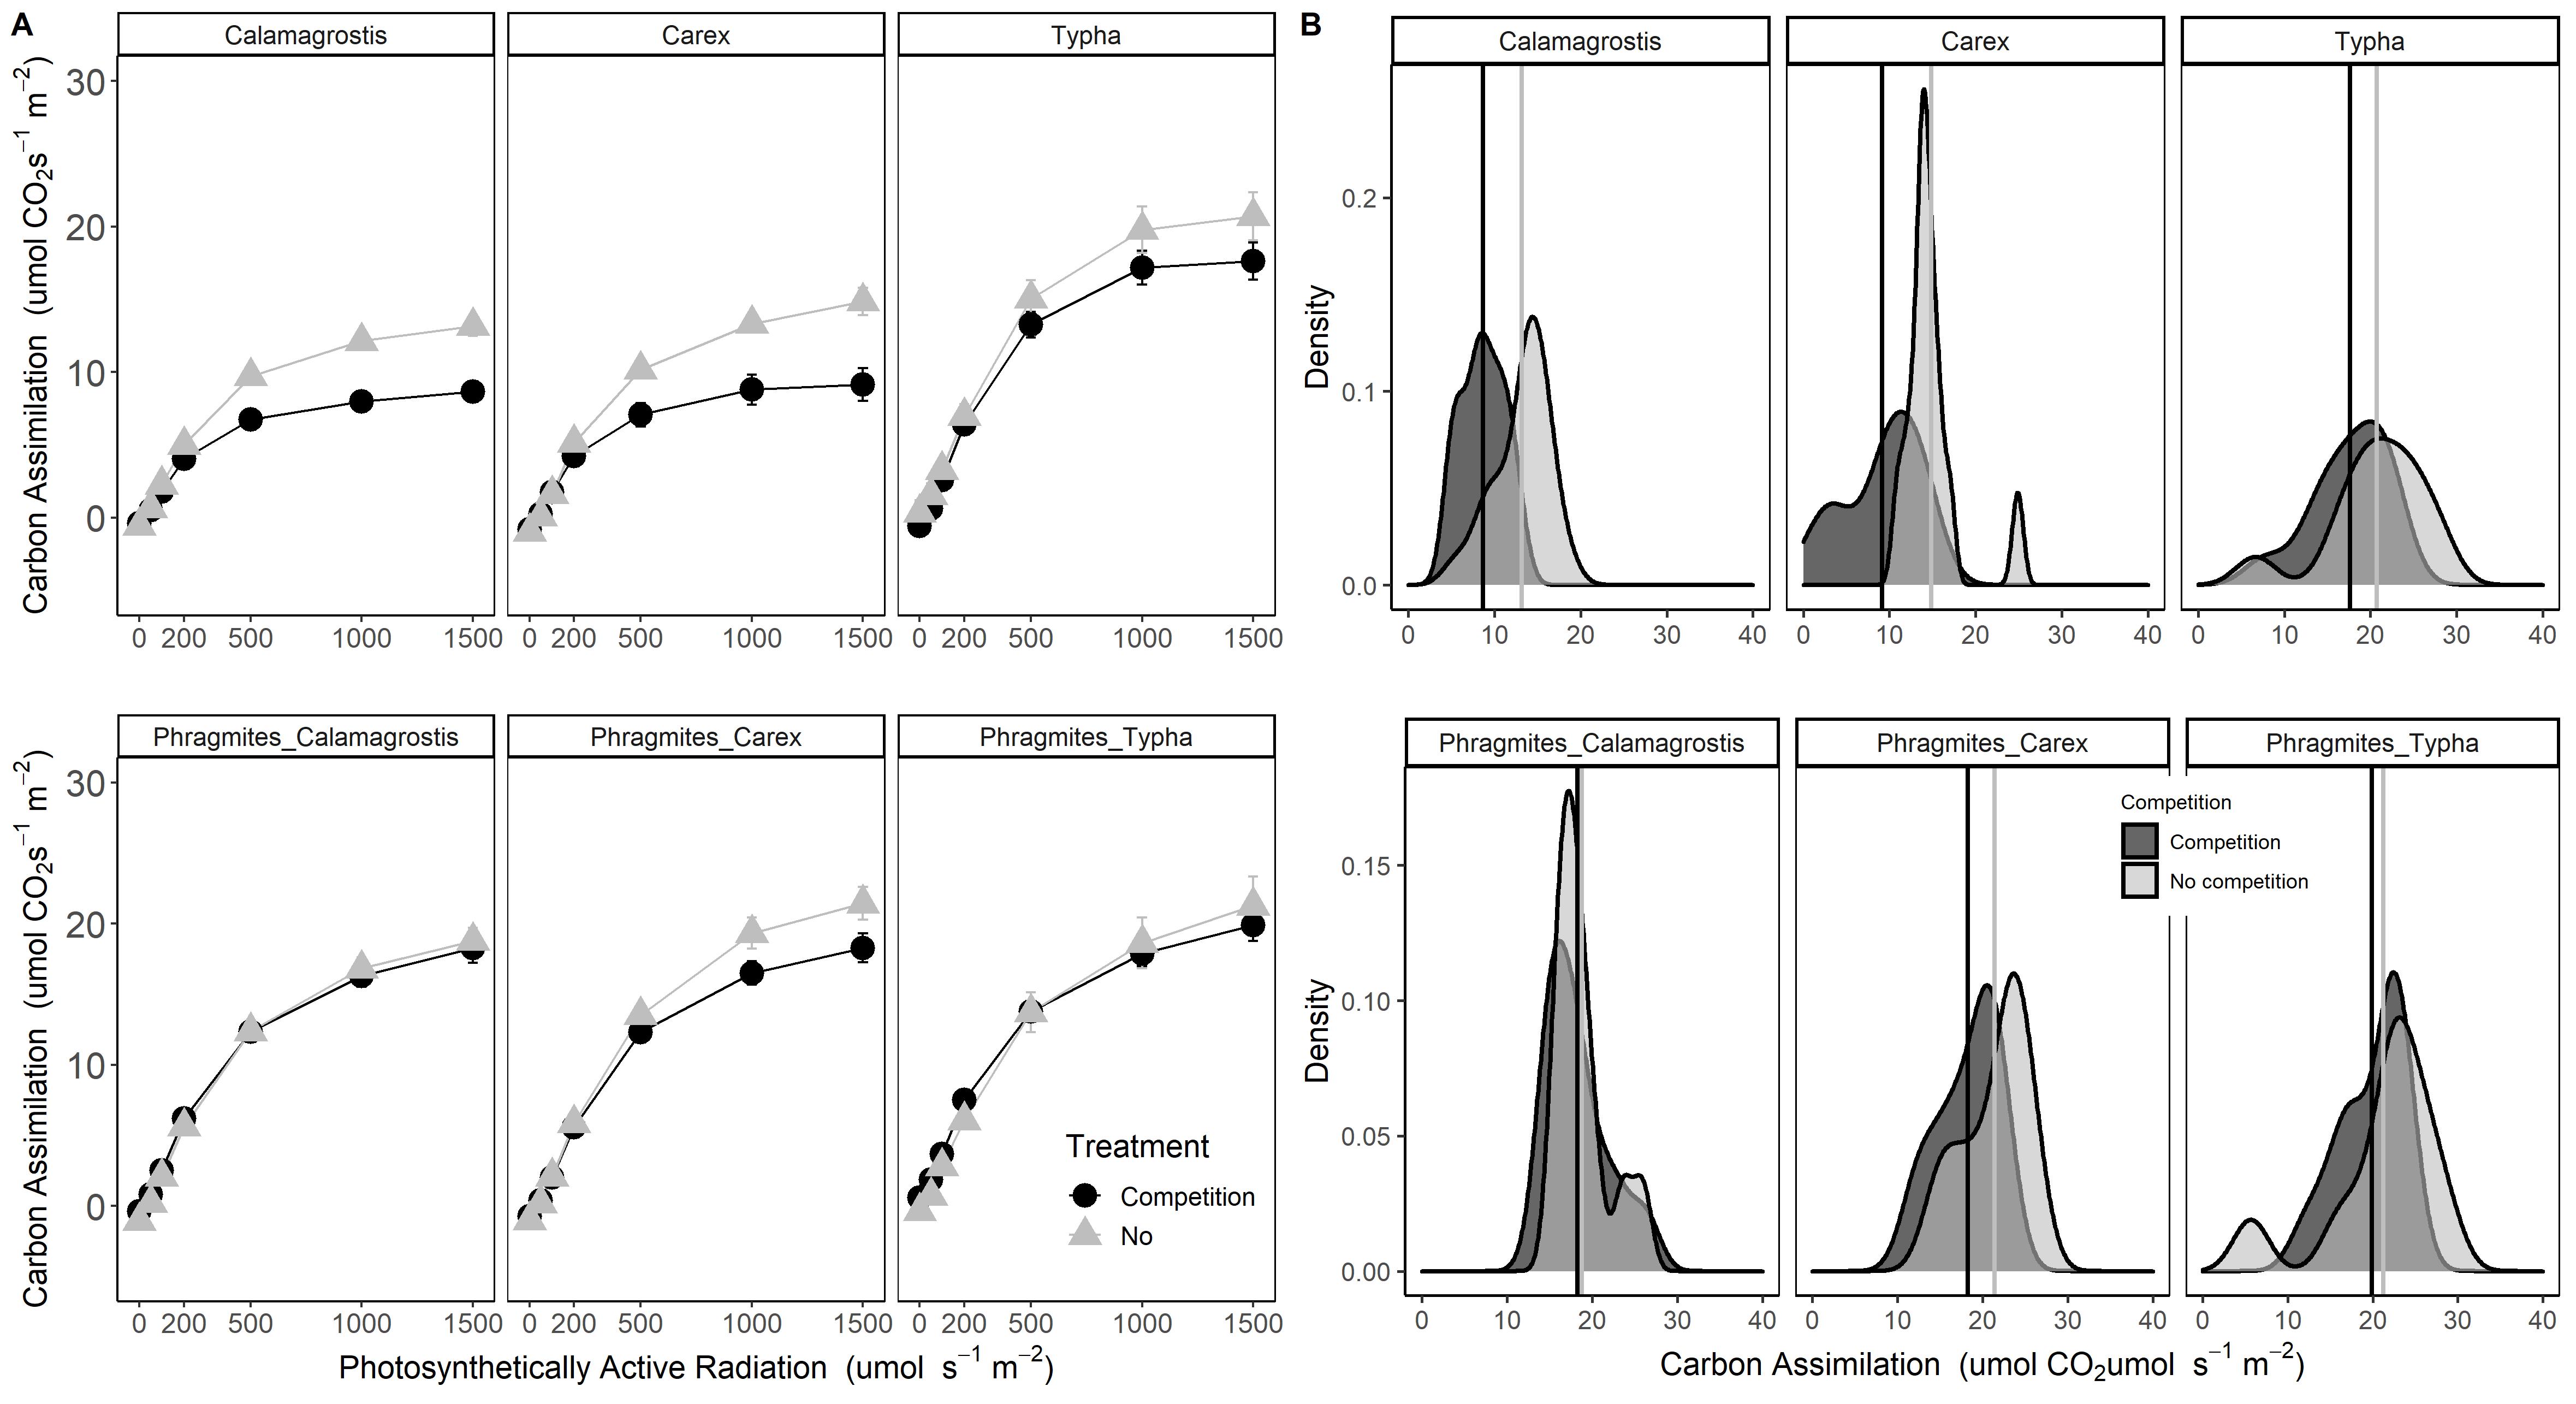 A
Calamagrostis Carex Typha
Carbon Assimilation (umol CO₂s⁻¹ m⁻²)
30
20
10
0
0 200 500 1000 1500 0 200 500 1000 1500 0 200 500 1000 1500
Phragmites_Calamagrostis Phragmites_Carex Phragmites_Typha
Carbon Assimilation (umol CO₂s⁻¹ m⁻²)
30
20
10
0
Treatment
Competition
No
0 200 500 1000 1500 0 200 500 1000 1500 0 200 500 1000 1500
Photosynthetically Active Radiation (umol s⁻¹ m⁻²)
B
Calamagrostis Carex Typha
Density
0.2
0.1
0.0
0 10 20 30 40 0 10 20 30 40 0 10 20 30 40
Phragmites_Calamagrostis Phragmites_Carex Phragmites_Typha
Competition
Competition
No competition
Density
0.15
0.10
0.05
0.00
0 10 20 30 40 0 10 20 30 40 0 10 20 30 40
Carbon Assimilation (umol CO₂umol s⁻¹ m⁻²)